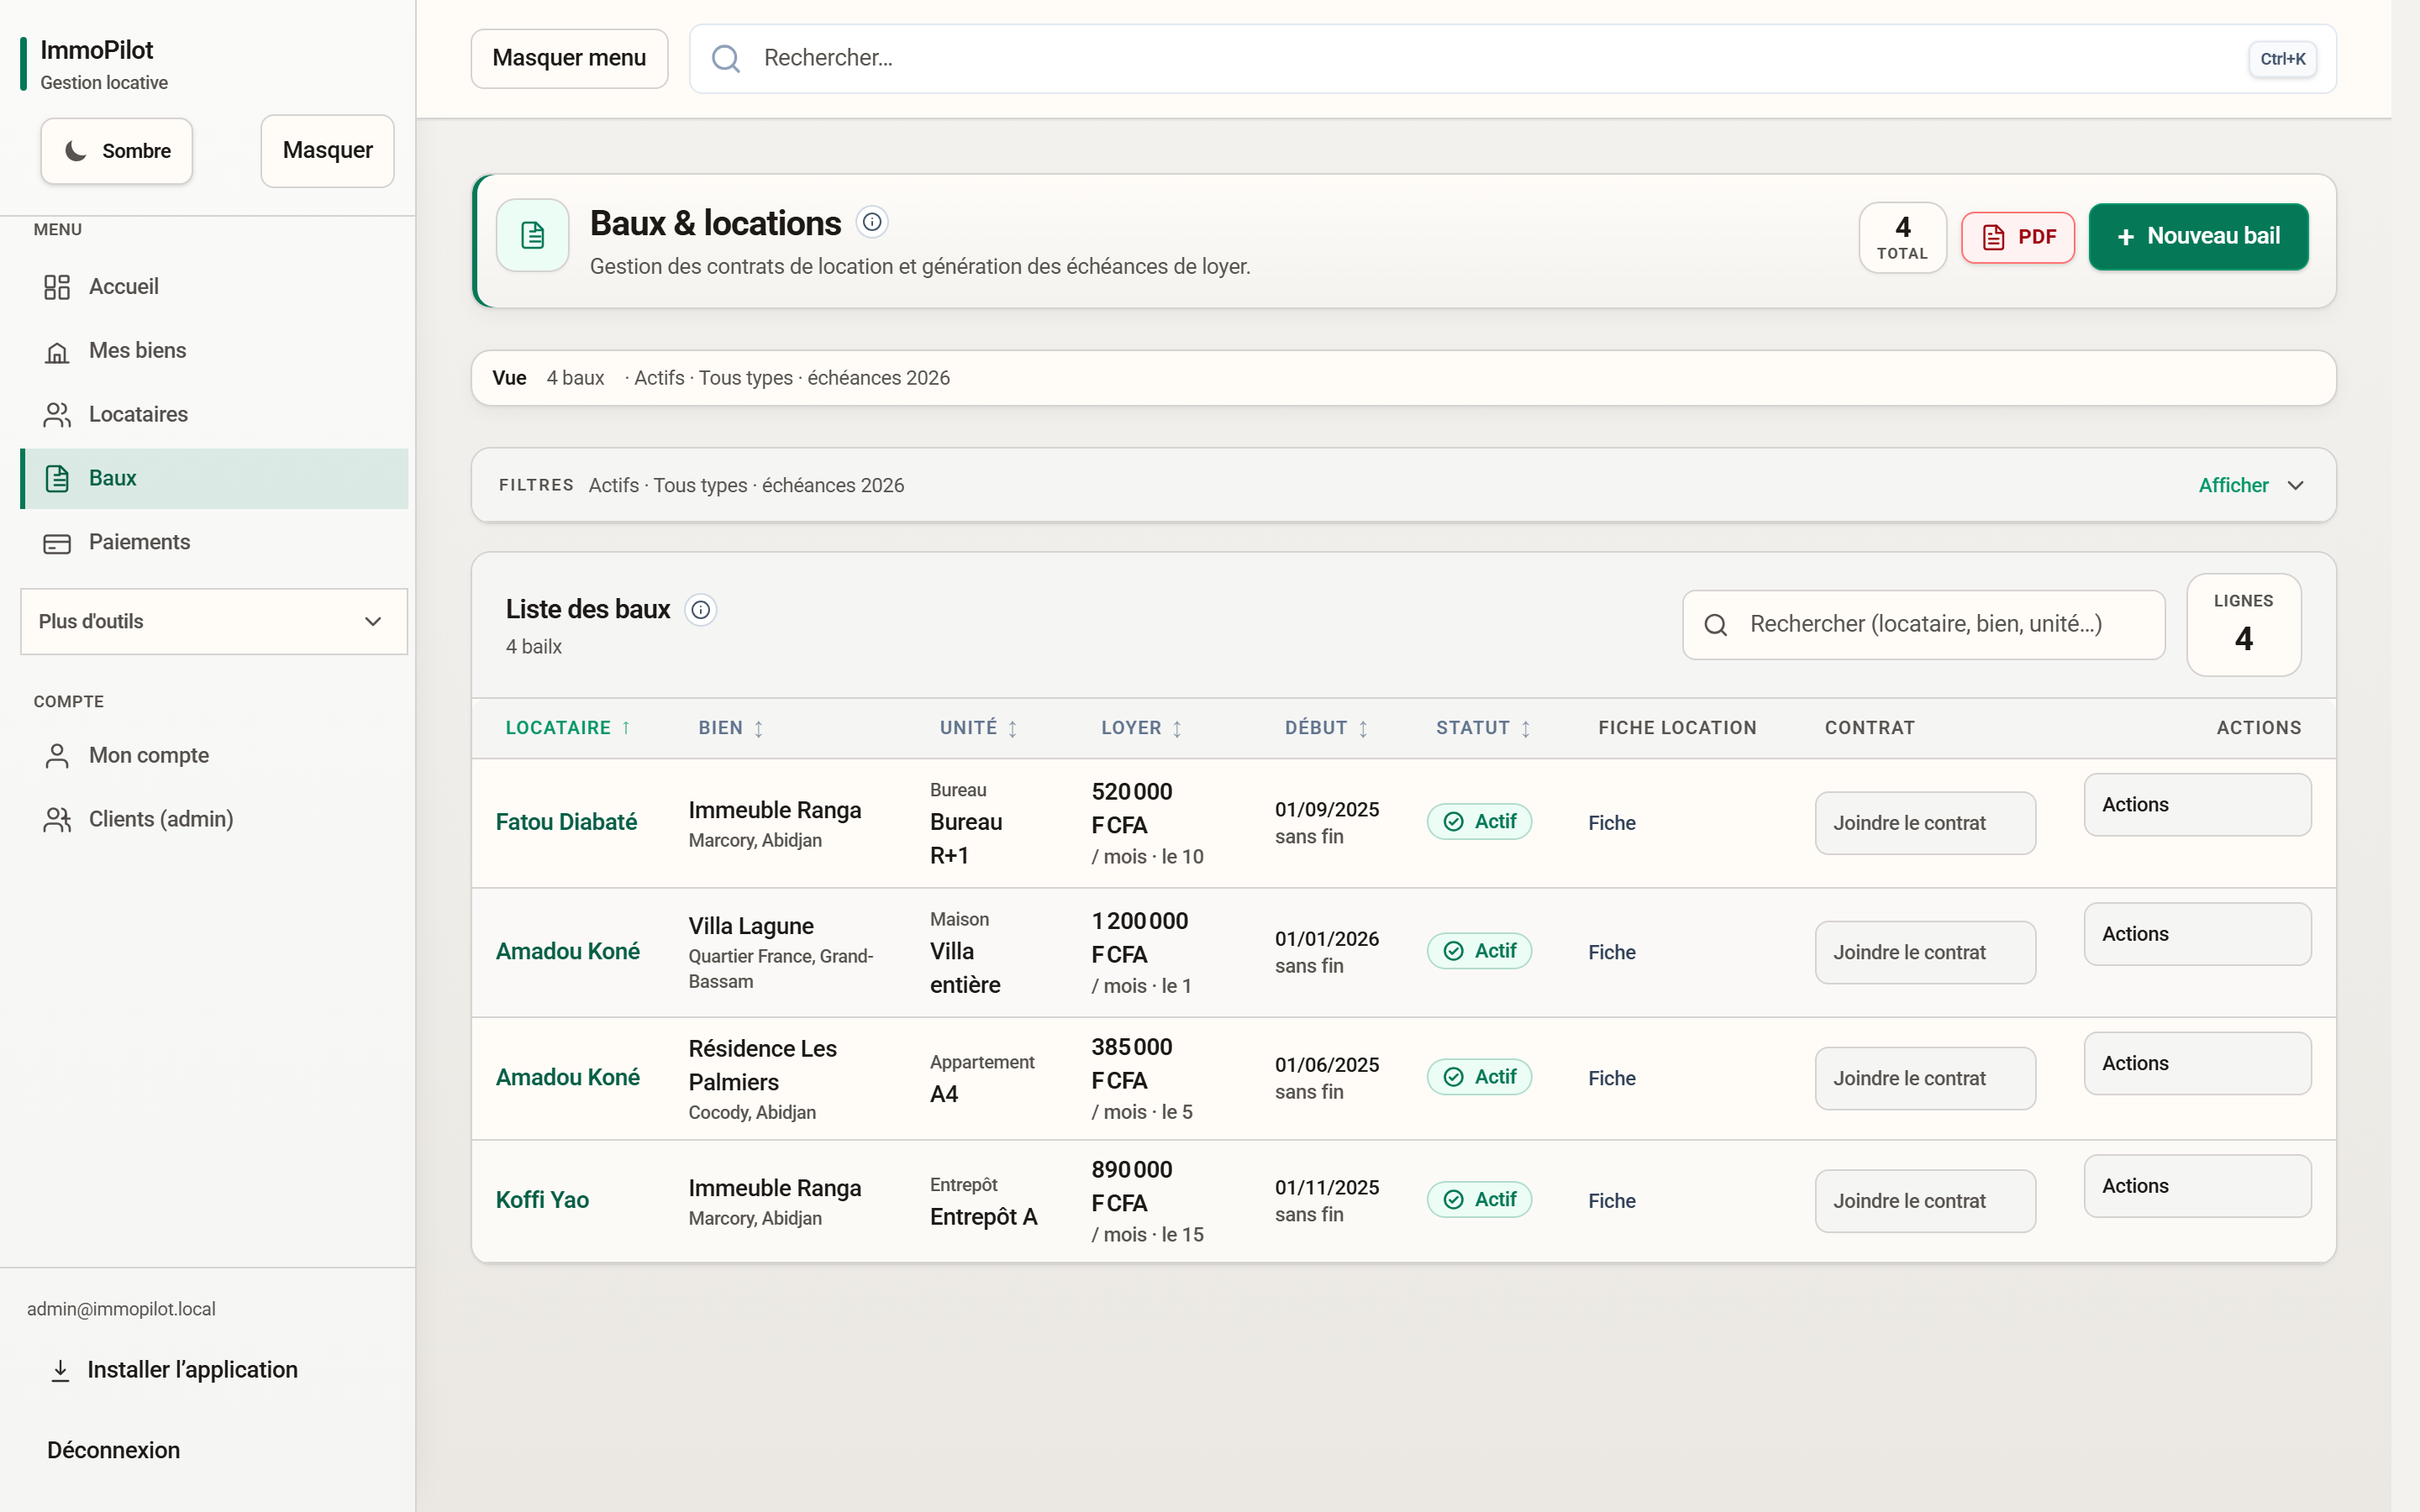 ImmoPilot
Gestion locative
Sombre
Masquer
MENU
Accueil
Mes biens
Locataires
Baux
Paiements
Plus d'outils
COMPTE
Mon compte
Clients (admin)
admin@immopilot.local
Installer l’application
Déconnexion
Masquer menu
Rechercher...
Ctrl+K
Baux & locations
Gestion des contrats de location et génération des échéances de loyer.
4
TOTAL
PDF
+ Nouveau bail
Vue 4 baux · Actifs · Tous types · échéances 2026
FILTRES Actifs · Tous types · échéances 2026
Afficher
Liste des baux
4 bailx
Rechercher (locataire, bien, unité...)
LIGNES
4
LOCATAIRE ↑ BIEN ↕ UNITÉ ↕ LOYER ↕ DÉBUT ↕ STATUT ↕ FICHE LOCATION CONTRAT ACTIONS
Fatou Diabaté
Immeuble Ranga
Marcory, Abidjan
Bureau
Bureau
R+1
520 000
FCFA
/ mois · le 10
01/09/2025
sans fin
Actif
Fiche
Joindre le contrat
Actions
Amadou Koné
Villa Lagune
Quartier France, Grand-
Bassam
Maison
Villa
entière
1 200 000
FCFA
/ mois · le 1
01/01/2026
sans fin
Actif
Fiche
Joindre le contrat
Actions
Amadou Koné
Résidence Les
Palmiers
Cocody, Abidjan
Appartement
A4
385 000
FCFA
/ mois · le 5
01/06/2025
sans fin
Actif
Fiche
Joindre le contrat
Actions
Koffi Yao
Immeuble Ranga
Marcory, Abidjan
Entrepôt
Entrepôt A
890 000
FCFA
/ mois · le 15
01/11/2025
sans fin
Actif
Fiche
Joindre le contrat
Actions